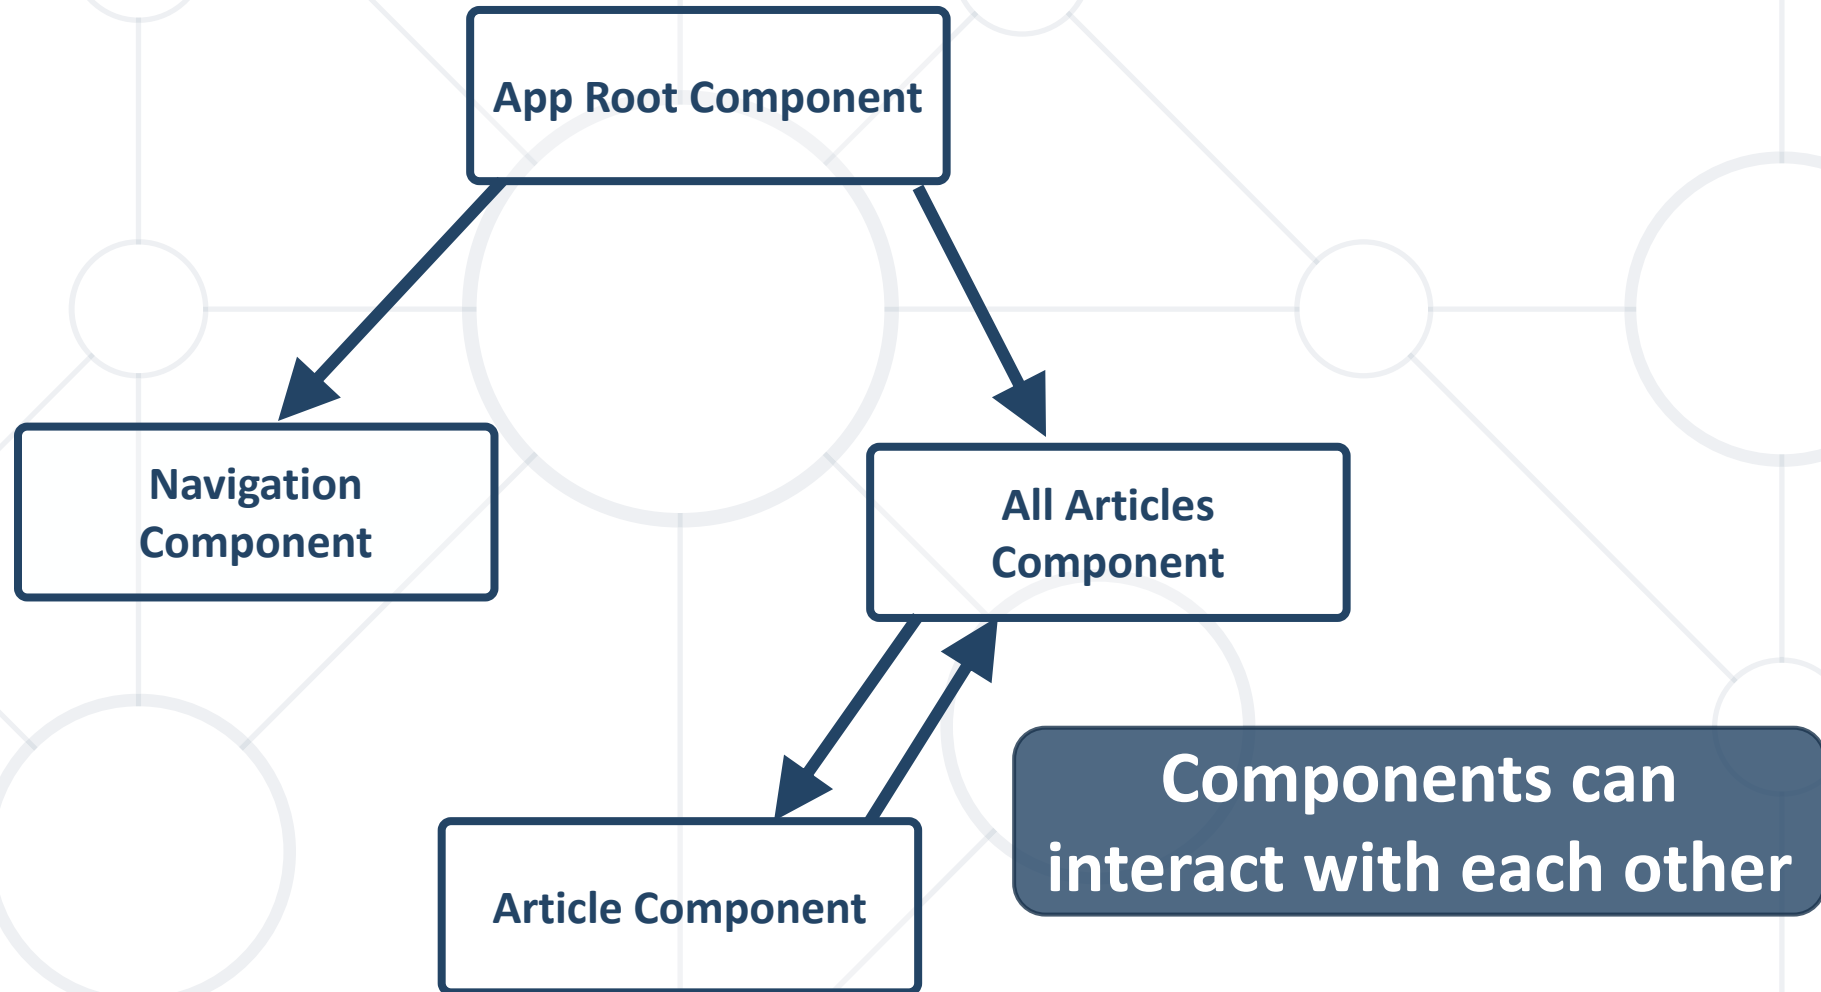 App Root Component
Navigation
Component
All Articles
Component
Components can
interact with each other
Article Component